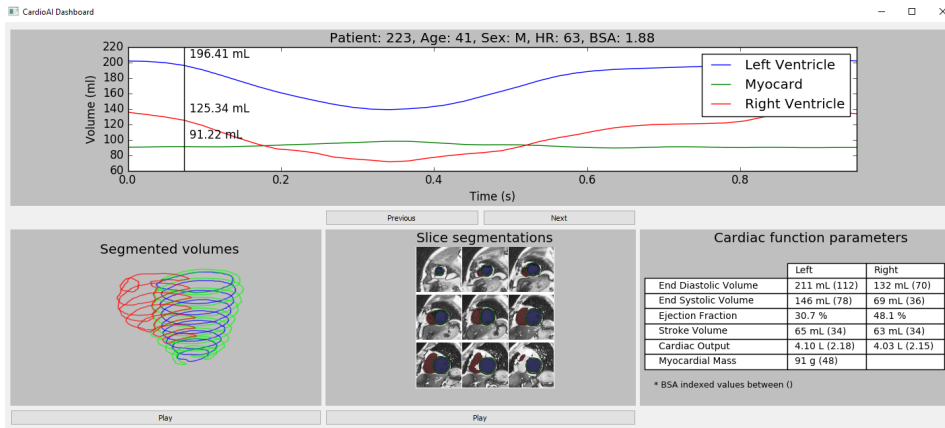 CardioAI Dashboard
Patient: 223, Age: 41, Sex: M, HR: 63, BSA: 1.88
220
200
180
160
140
120
100
80
60
Volume (ml)
196.41 mL
125.34 mL
91.22 mL
Left Ventricle
Myocard
Right Ventricle
0.0 0.2 0.4 0.6 0.8
Time (s)
Previous Next
Segmented volumes
Play
Slice segmentations
Play
Cardiac function parameters
Left Right
End Diastolic Volume 211 mL (112) 132 mL (70)
End Systolic Volume 146 mL (78) 69 mL (36)
Ejection Fraction 30.7 % 48.1 %
Stroke Volume 65 mL (34) 63 mL (34)
Cardiac Output 4.10 L (2.18) 4.03 L (2.15)
Myocardial Mass 91 g (48)
* BSA indexed values between ()